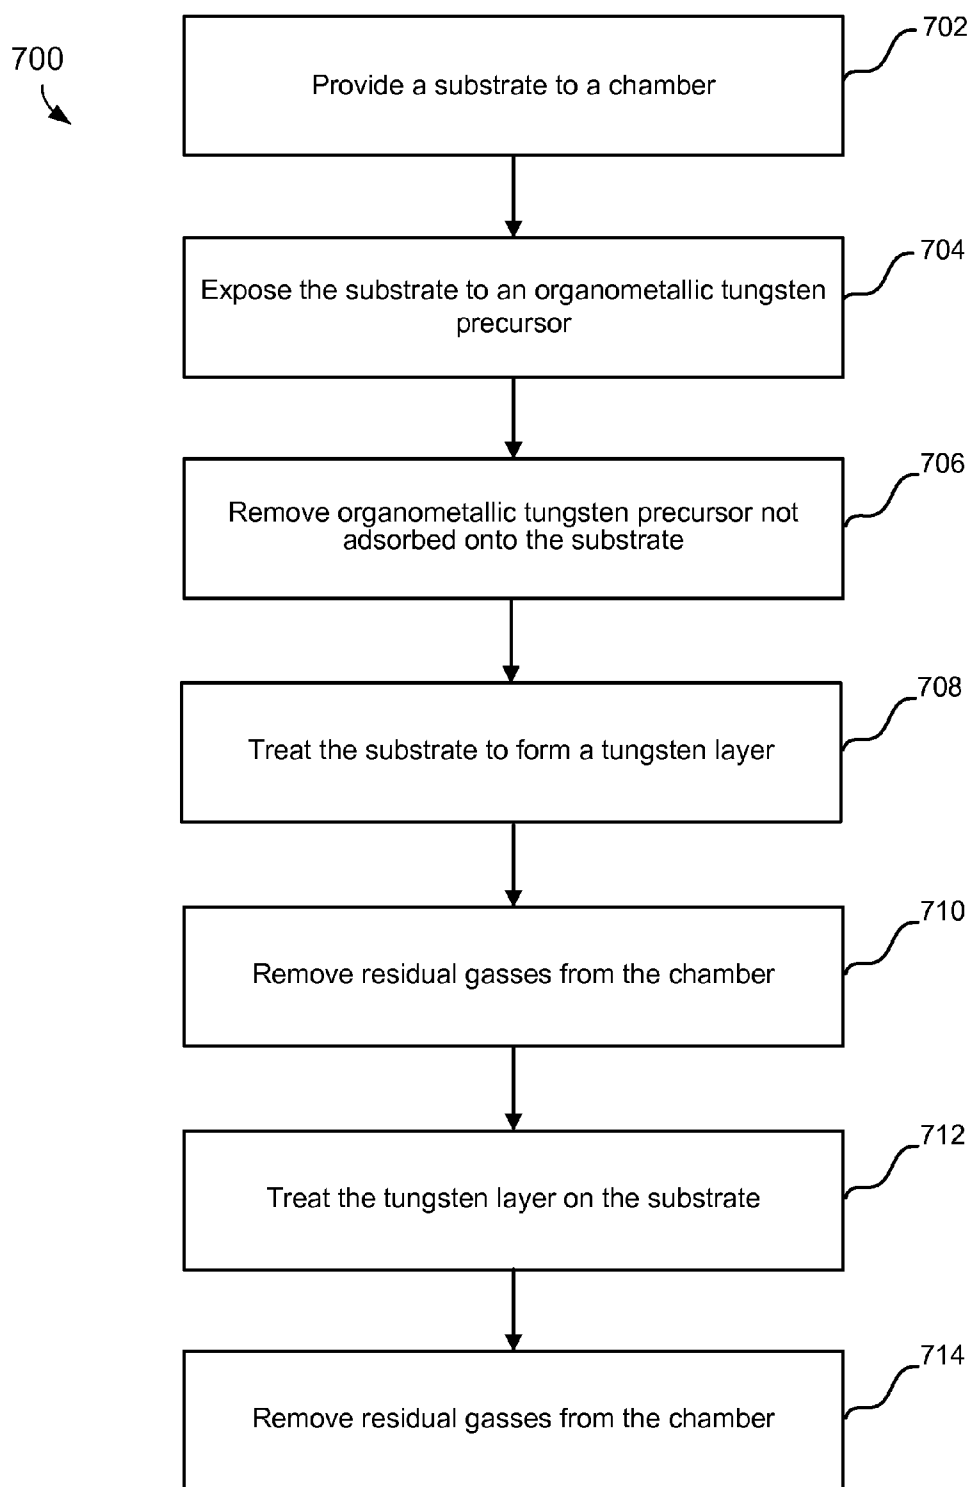 702
700
Provide a substrate to a chamber
704
Expose the substrate to an organometallic tungsten
precursor
706
Remove organometallic tungsten precursor not
adsorbed onto the substrate
708
Treat the substrate to form a tungsten layer
710
Remove residual gasses from the chamber
712
Treat the tungsten layer on the substrate
714
Remove residual gasses from the chamber